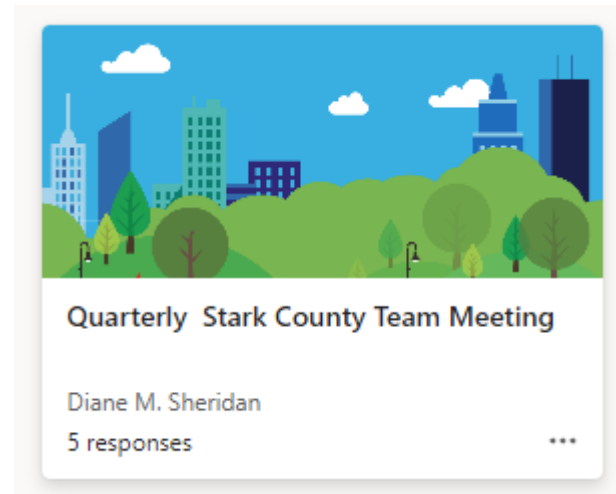 Quarterly  Stark County Team Meeting
Diane M. Sheridan
5 responses